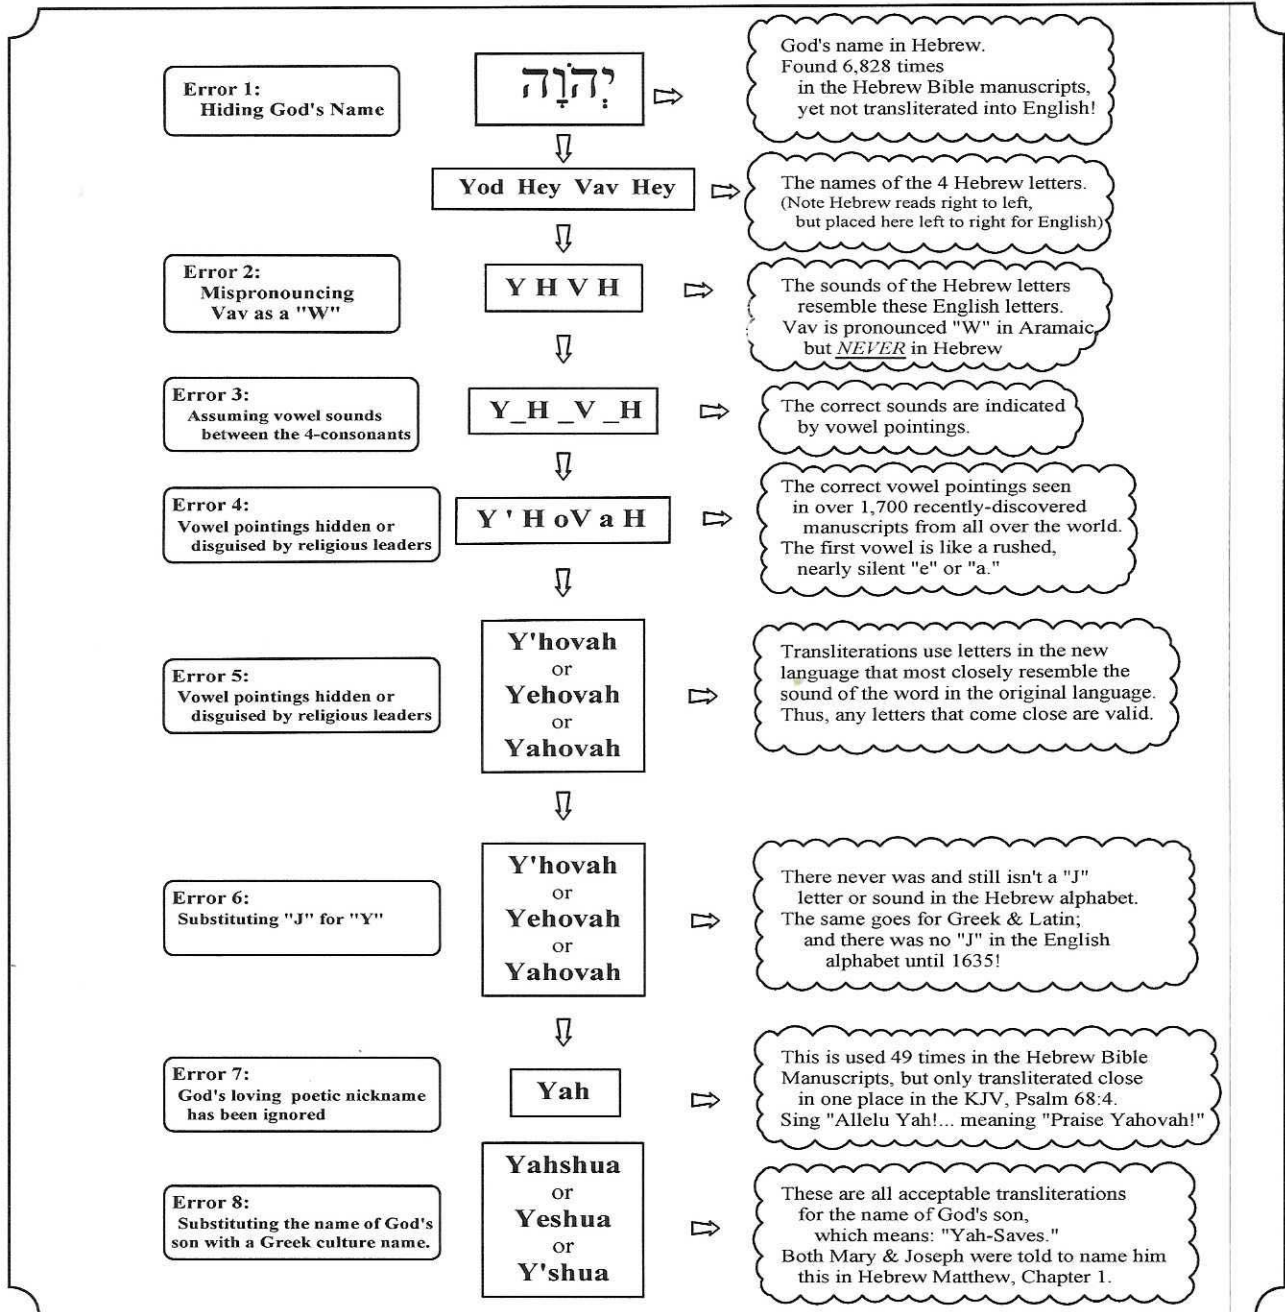 Error 1:
Hiding God's Name
יְהֹוָה
God's name in Hebrew.
Found 6,828 times
in the Hebrew Bible manuscripts,
yet not transliterated into English!
Yod Hey Vav Hey
The names of the 4 Hebrew letters.
(Note Hebrew reads right to left,
but placed here left to right for English)
Error 2:
Mispronouncing
Vav as a "W"
Y H V H
The sounds of the Hebrew letters
resemble these English letters.
Vav is pronounced "W" in Aramaic
but NEVER in Hebrew
Error 3:
Assuming vowel sounds
between the 4-consonants
Y_H _V _H
The correct sounds are indicated
by vowel pointings.
Error 4:
Vowel pointings hidden or
disguised by religious leaders
Y ' H oV a H
The correct vowel pointings seen
in over 1,700 recently-discovered
manuscripts from all over the world.
The first vowel is like a rushed,
nearly silent "e" or "a."
Error 5:
Vowel pointings hidden or
disguised by religious leaders
Y'hovah
or
Yehovah
or
Yahovah
Transliterations use letters in the new
language that most closely resemble the
sound of the word in the original language.
Thus, any letters that come close are valid.
Error 6:
Substituting "J" for "Y"
Y'hovah
or
Yehovah
or
Yahovah
There never was and still isn't a "J"
letter or sound in the Hebrew alphabet.
The same goes for Greek & Latin;
and there was no "J" in the English
alphabet until 1635!
Error 7:
God's loving poetic nickname
has been ignored
Yah
This is used 49 times in the Hebrew Bible
Manuscripts, but only transliterated close
in one place in the KJV, Psalm 68:4.
Sing "Allelu Yah!... meaning "Praise Yahovah!"
Error 8:
Substituting the name of God's
son with a Greek culture name.
Yahshua
or
Yeshua
or
Y'shua
These are all acceptable transliterations
for the name of God's son,
which means: "Yah-Saves."
Both Mary & Joseph were told to name him
this in Hebrew Matthew, Chapter 1.